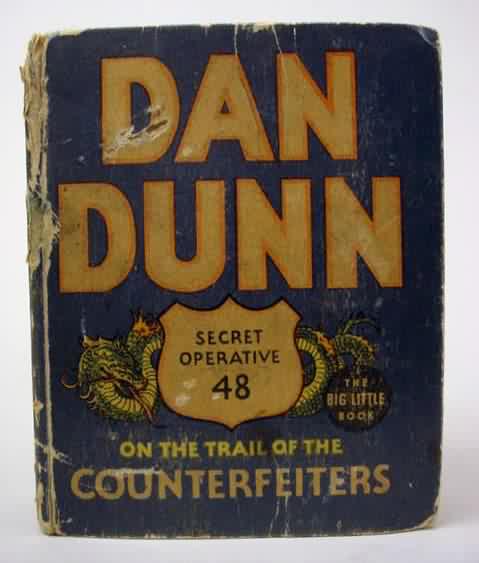 DAN
DUNN
SECRET
OPERATIVE
48
THE
BIG LITTLE
BOOK
ON THE TRAIL OF THE
COUNTERFEITERS